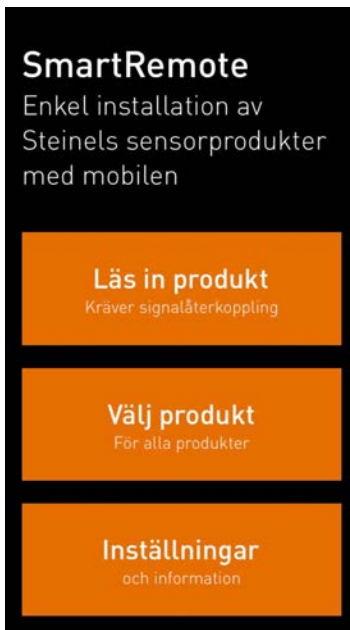 SmartRemote
Enkel installation av
Steinels sensorprodukter
med mobilen
Läs in produkt
Kräver signalåterkoppling
Välj produkt
För alla produkter
Inställningar
och information